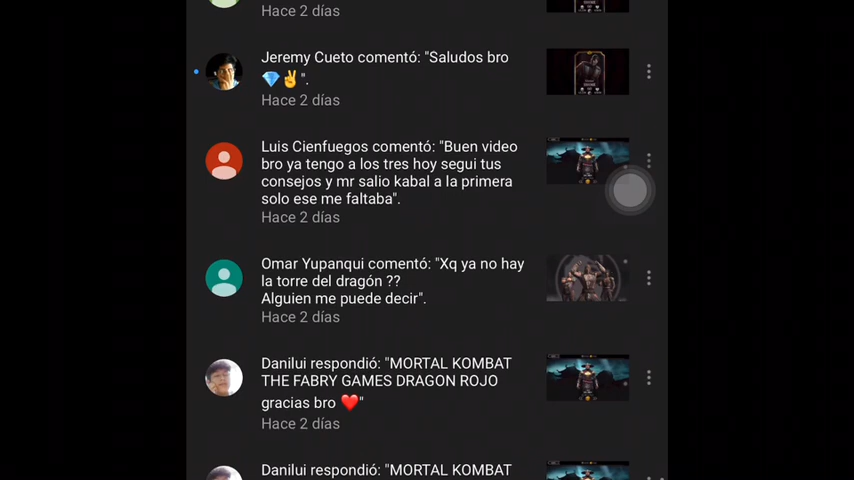 Hace 2 días
Jeremy Cueto comentó: "Saludos bro
💎✌️".
Hace 2 días
Luis Cienfuegos comentó: "Buen video
bro ya tengo a los tres hoy segui tus
consejos y mr salio kabal a la primera
solo ese me faltaba".
Hace 2 días
Omar Yupanqui comentó: "Xq ya no hay
la torre del dragón ??
Alguien me puede decir".
Hace 2 días
Danilui respondió: "MORTAL KOMBAT
THE FABRY GAMES DRAGON ROJO
gracias bro ❤️"
Hace 2 días
Danilui respondió: "MORTAL KOMBAT